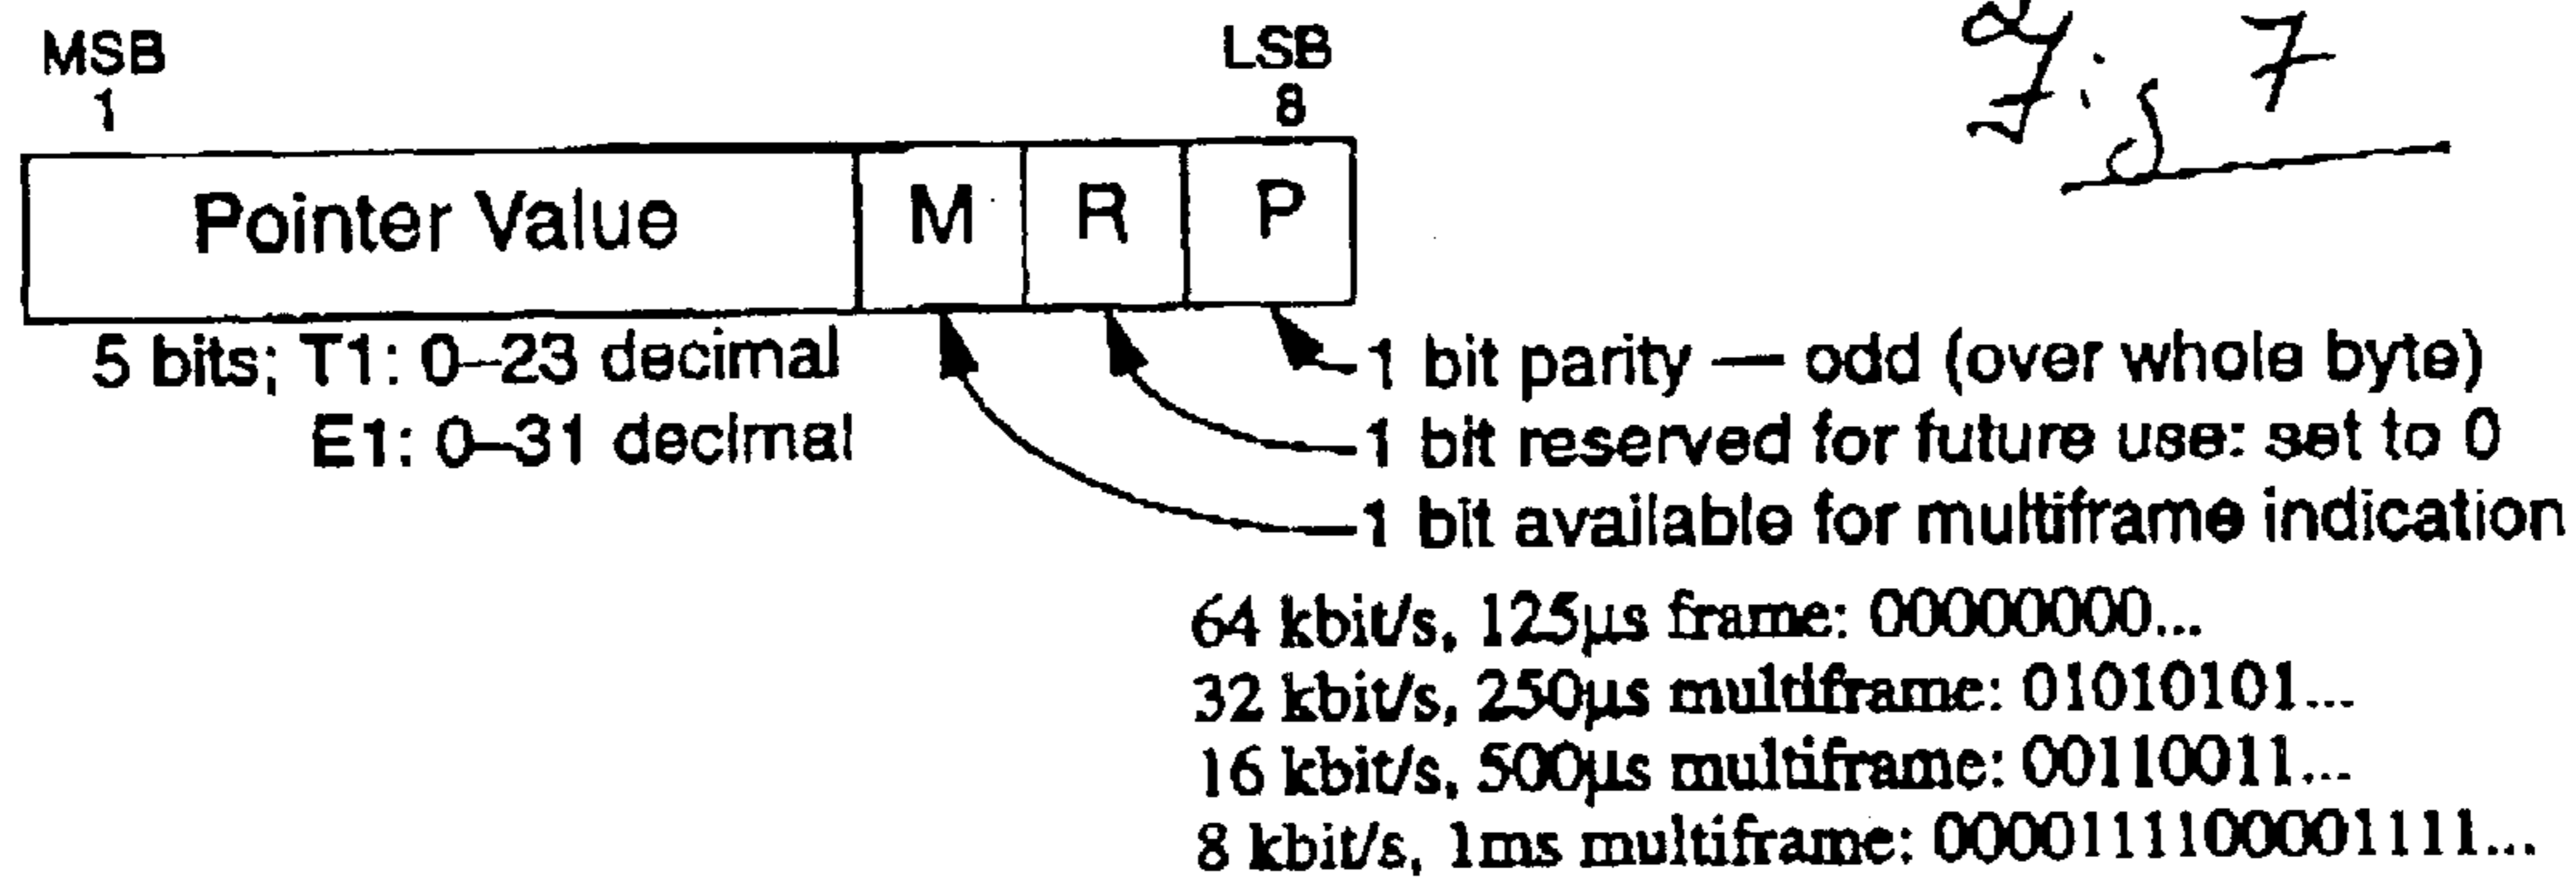 Fig 7
MSB LSB
1 8
Pointer Value M R P
5 bits; T1: 0–23 decimal
E1: 0–31 decimal
1 bit parity — odd (over whole byte)
1 bit reserved for future use: set to 0
1 bit available for multiframe indication
64 kbit/s, 125µs frame: 00000000...
32 kbit/s, 250µs multiframe: 01010101...
16 kbit/s, 500µs multiframe: 00110011...
8 kbit/s, 1ms multiframe: 0000111100001111...